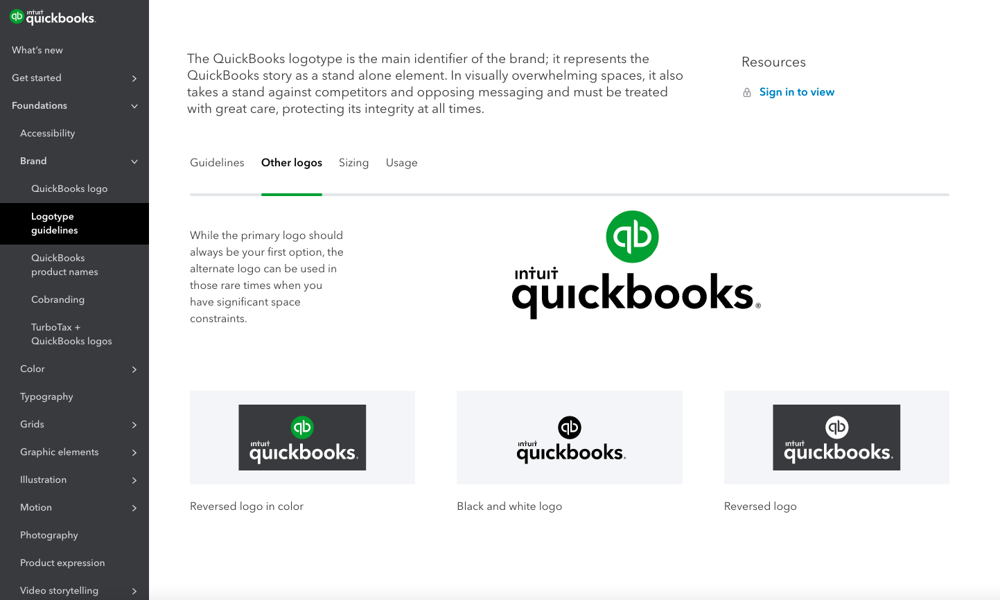 intuit
quickbooks.
What's new
Get started
Foundations
Accessibility
Brand
QuickBooks logo
Logotype
guidelines
QuickBooks
product names
Cobranding
TurboTax +
QuickBooks logos
Color
Typography
Grids
Graphic elements
Illustration
Motion
Photography
Product expression
Video storytelling
The QuickBooks logotype is the main identifier of the brand; it represents the
QuickBooks story as a stand alone element. In visually overwhelming spaces, it also
takes a stand against competitors and opposing messaging and must be treated
with great care, protecting its integrity at all times.
Resources
Sign in to view
Guidelines Other logos Sizing Usage
While the primary logo should
always be your first option, the
alternate logo can be used in
those rare times when you
have significant space
constraints.
qb
intuit
quickbooks®
qb
intuit
quickbooks.
Reversed logo in color
qb
intuit
quickbooks.
Black and white logo
qb
intuit
quickbooks.
Reversed logo